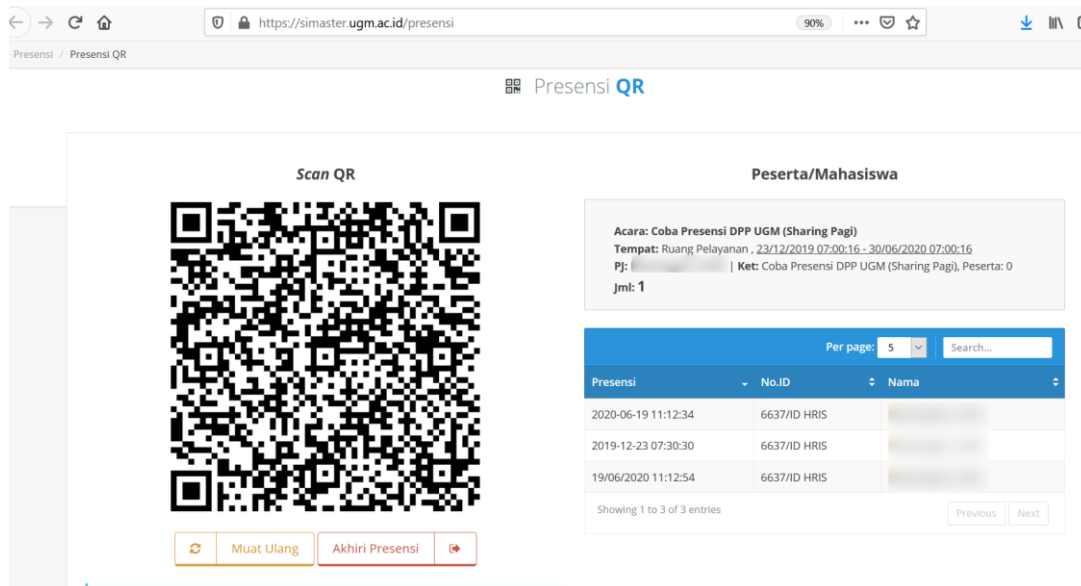 https://simaster.ugm.ac.id/presensi
90%
Presensi / Presensi QR
Presensi QR
Scan QR
Muat Ulang
Akhiri Presensi
Peserta/Mahasiswa
Acara: Coba Presensi DPP UGM (Sharing Pagi)
Tempat: Ruang Pelayanan , 23/12/2019 07:00:16 - 30/06/2020 07:00:16
PJ: | Ket: Coba Presensi DPP UGM (Sharing Pagi), Peserta: 0
Jml: 1
Per page: 5 Search...
Presensi No.ID Nama
2020-06-19 11:12:34 6637/ID HRIS
2019-12-23 07:30:30 6637/ID HRIS
19/06/2020 11:12:54 6637/ID HRIS
Showing 1 to 3 of 3 entries
Previous Next